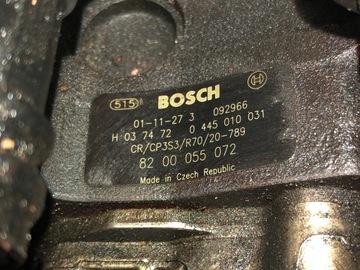 515 BOSCH
01-11-27 3 092966
H 03 74 72 0 445 010 031
CR/CP3S3/R70/20-789
82 00 055 072
Made in Czech Republic